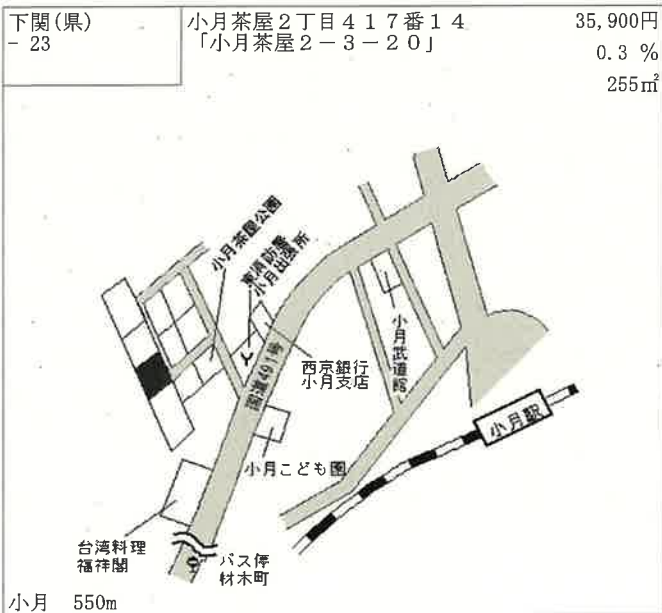 下関(県)
- 23
小月茶屋2丁目417番14
「小月茶屋2-3-20」
35,900円
0.3 %
255㎡
小月茶屋公園
東消防署
小月出張所
国道491号
西京銀行
小月支店
小月武道館
小月駅
小月こども園
台湾料理
福祥閣
バス停
材木町
小月 550m